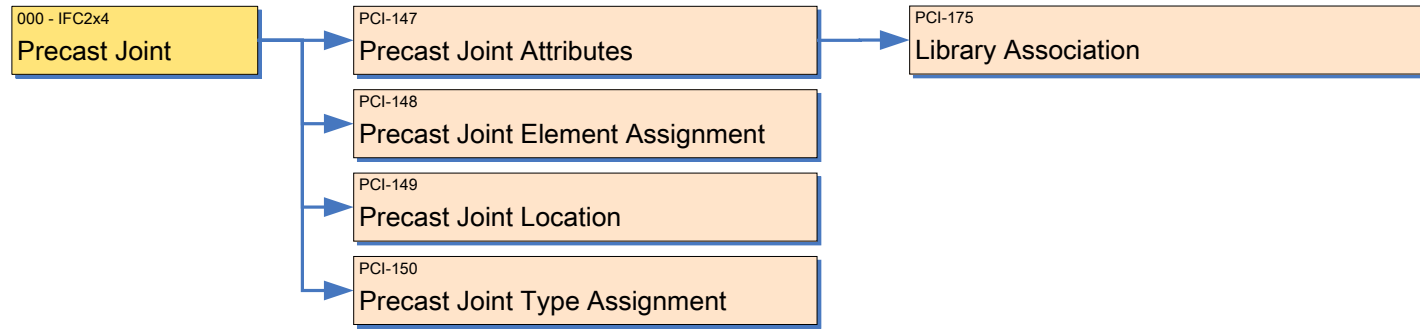 000 - IFC2x4
Precast Joint
PCI-147
Precast Joint Attributes
PCI-175
Library Association
PCI-148
Precast Joint Element Assignment
PCI-149
Precast Joint Location
PCI-150
Precast Joint Type Assignment